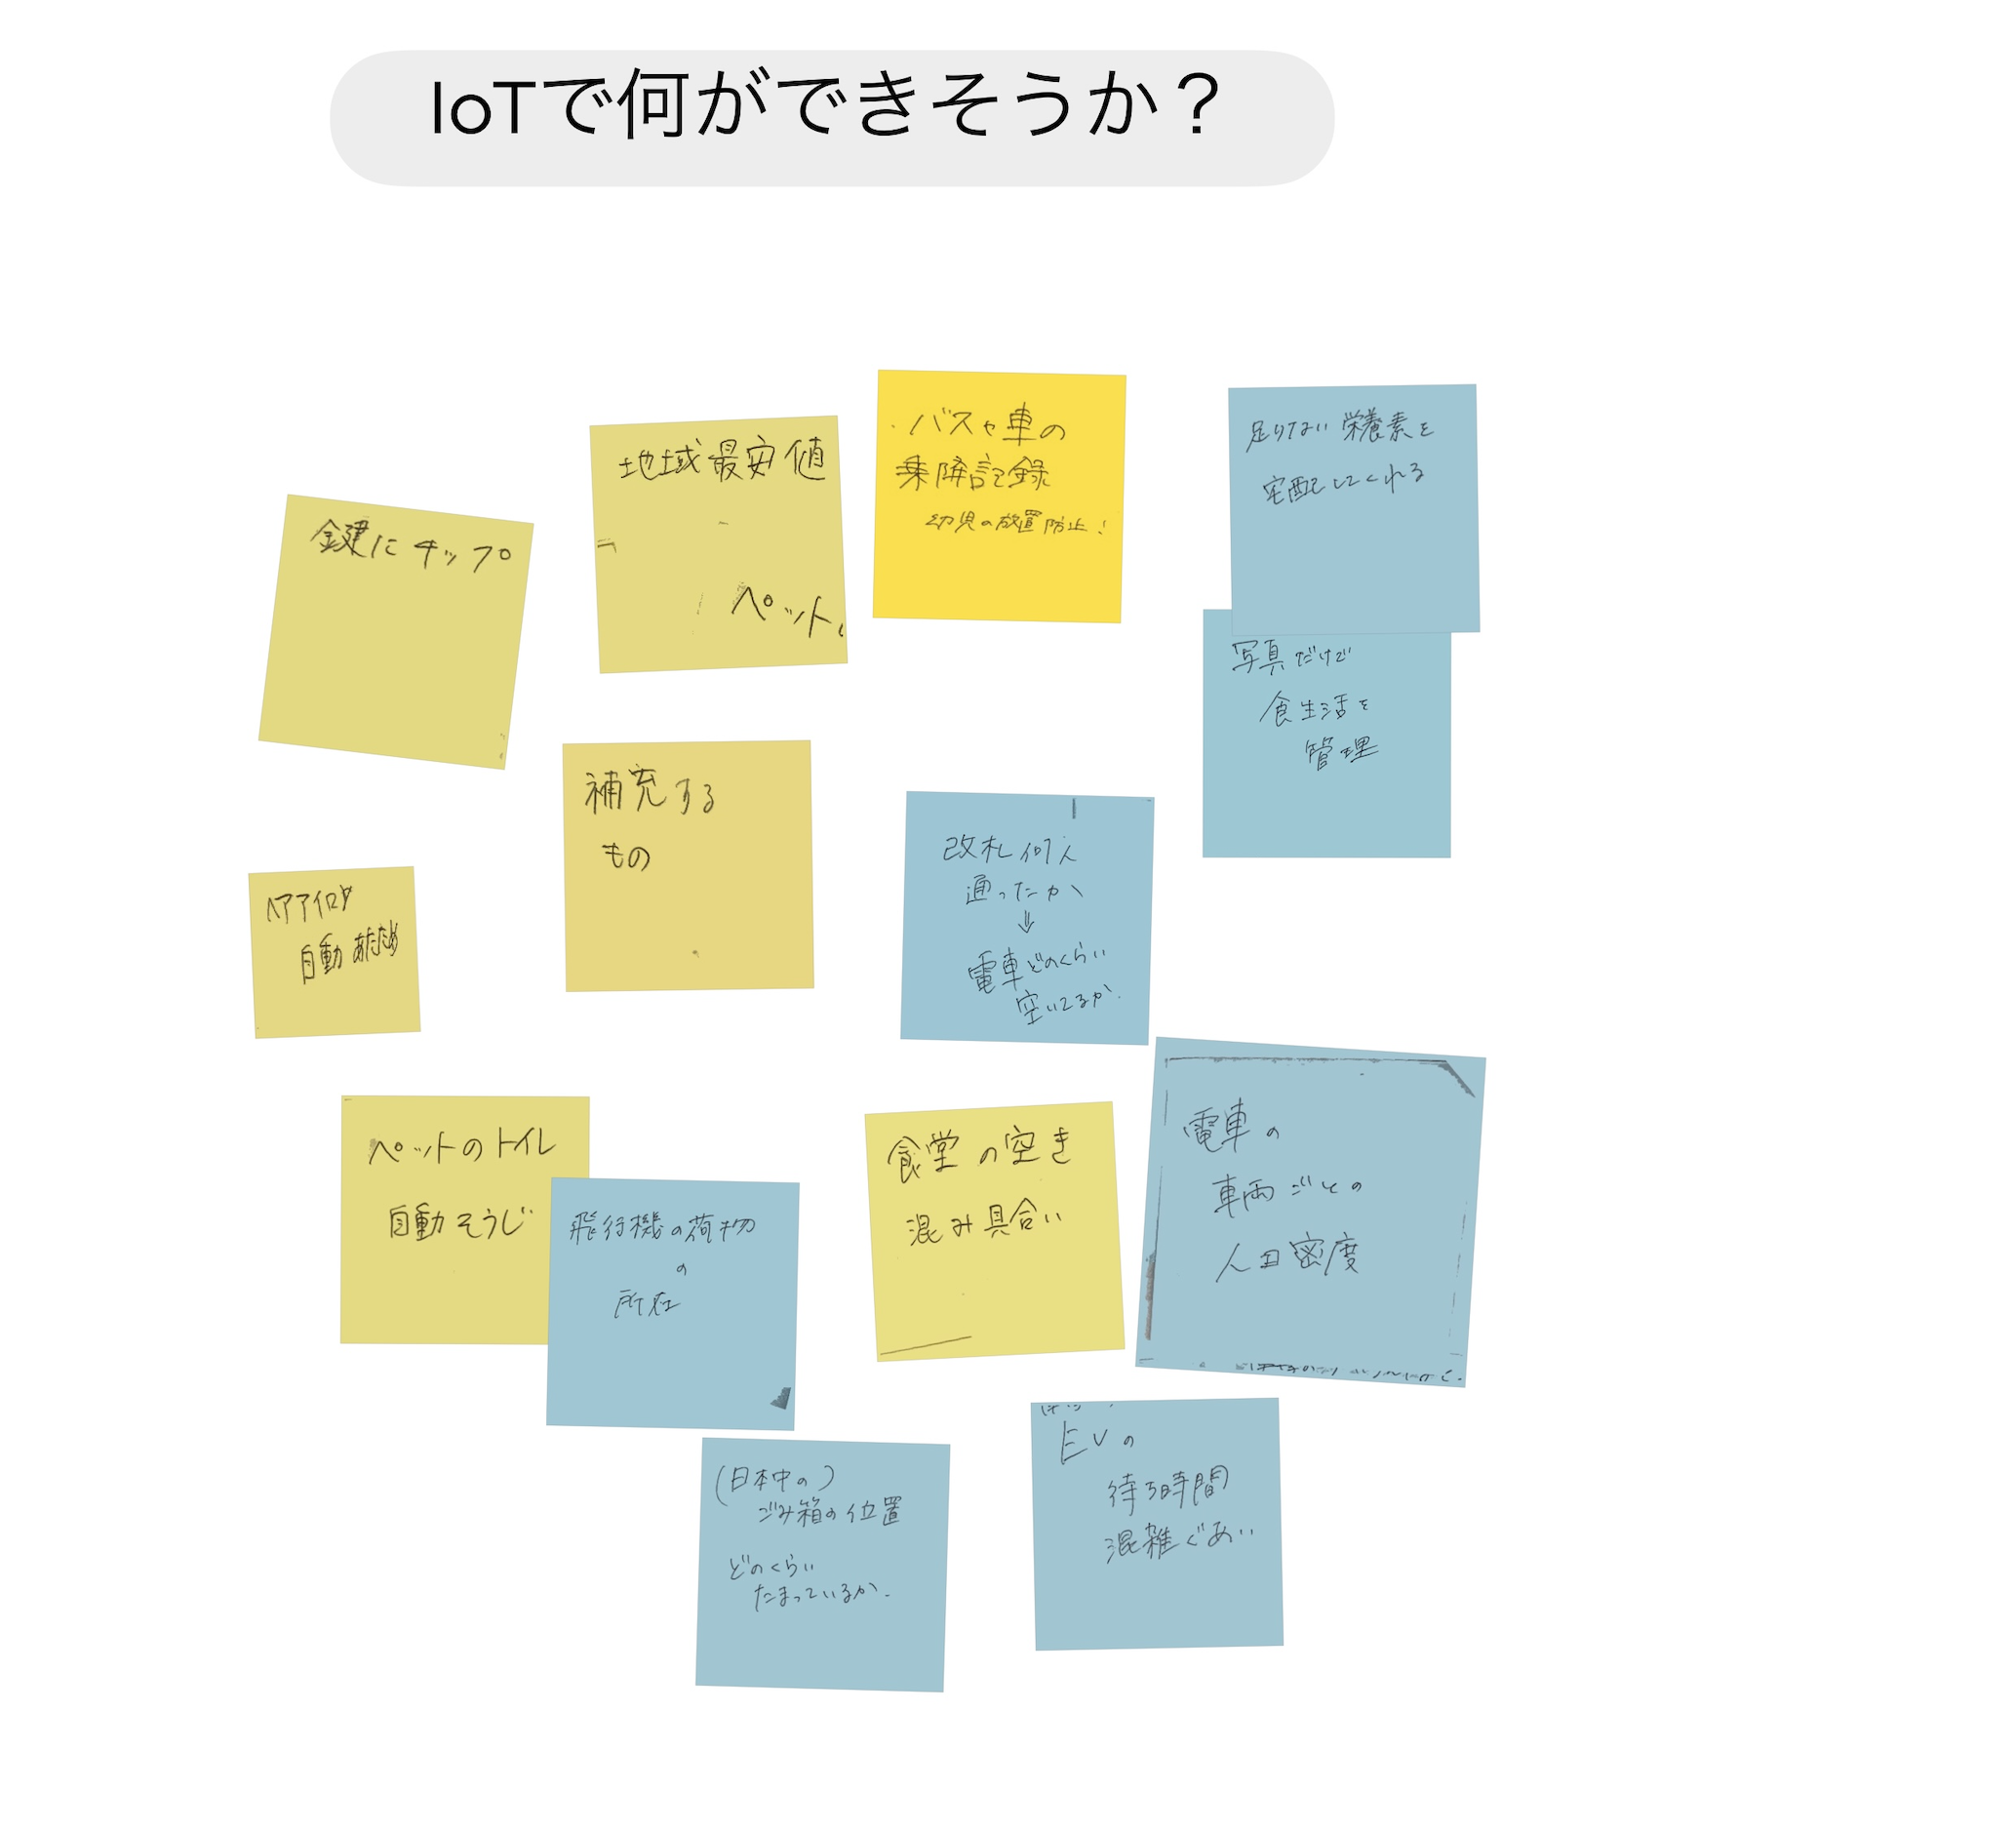 IoTで何ができそうか？
鍵にチップ
地域最安値
ペット
・バスや車の
乗降記録
幼児の放置防止！
足りない栄養素を
宅配してくれる
写真だけで
食生活を
管理
補充する
もの
ヘアアイロン
自動あたため
改札何人
通ったか
⇓
電車どのくらい
空いてるか.
ペットのトイレ
自動そうじ
飛行機の荷物
の
所在
食堂の空き
混み具合い
電車の
車両ごとの
人口密度
(日本中の)
ごみ箱の位置
どのくらい
たまっているか.
EVの
待ち時間
混雑ぐあい